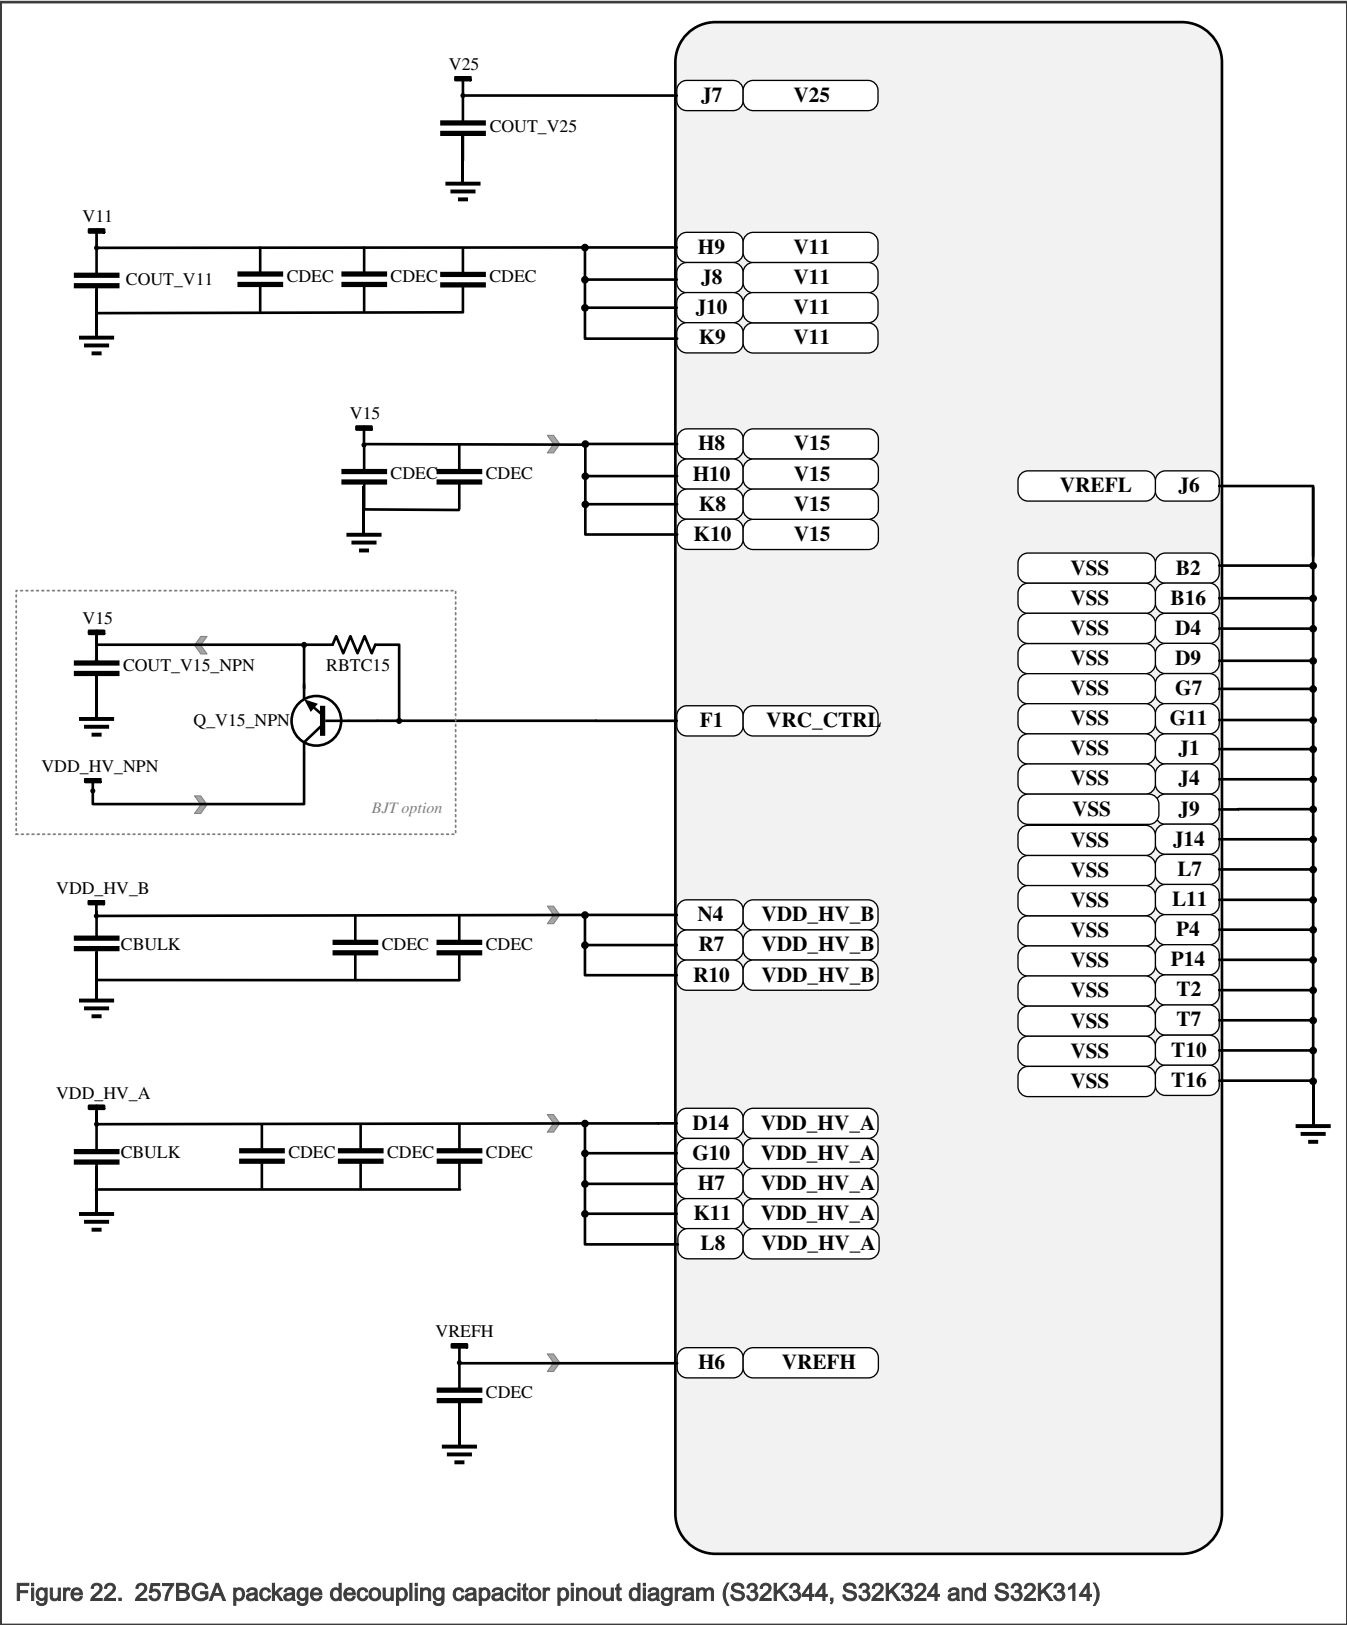 V25
J7 V25
COUT_V25
V11
H9 V11
COUT_V11 CDEC CDEC CDEC J8 V11
J10 V11
K9 V11
V15
H8 V15
CDEC CDEC H10 V15
VREFL J6
K8 V15
K10 V15
VSS B2
VSS B16
V15
VSS D4
COUT_V15_NPN RBTC15 VSS D9
VSS G7
Q_V15_NPN F1 VRC_CTRL VSS G11
VSS J1
VDD_HV_NPN VSS J4
BJT option VSS J9
VSS J14
VSS L7
VDD_HV_B
VSS L11
N4 VDD_HV_B VSS P4
CBULK CDEC CDEC R7 VDD_HV_B
VSS P14
R10 VDD_HV_B
VSS T2
VSS T7
VSS T10
VSS T16
VDD_HV_A
D14 VDD_HV_A
CBULK CDEC CDEC CDEC G10 VDD_HV_A
H7 VDD_HV_A
K11 VDD_HV_A
L8 VDD_HV_A
VREFH
H6 VREFH
CDEC
Figure 22. 257BGA package decoupling capacitor pinout diagram (S32K344, S32K324 and S32K314)